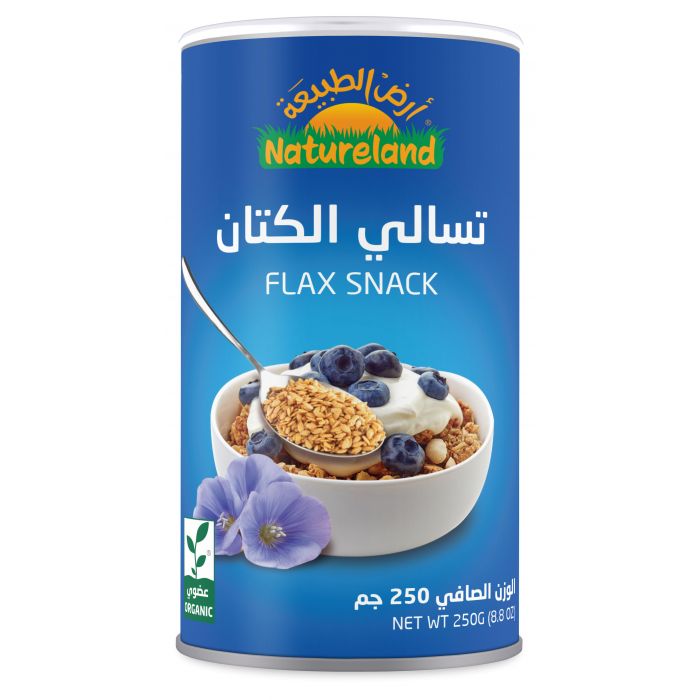 أرض الطبيعة
®
Natureland
تسالي الكتان
FLAX SNACK
®
عضوي
ORGANIC
الوزن الصافي 250 جم
NET WT 250G (8.8 OZ)